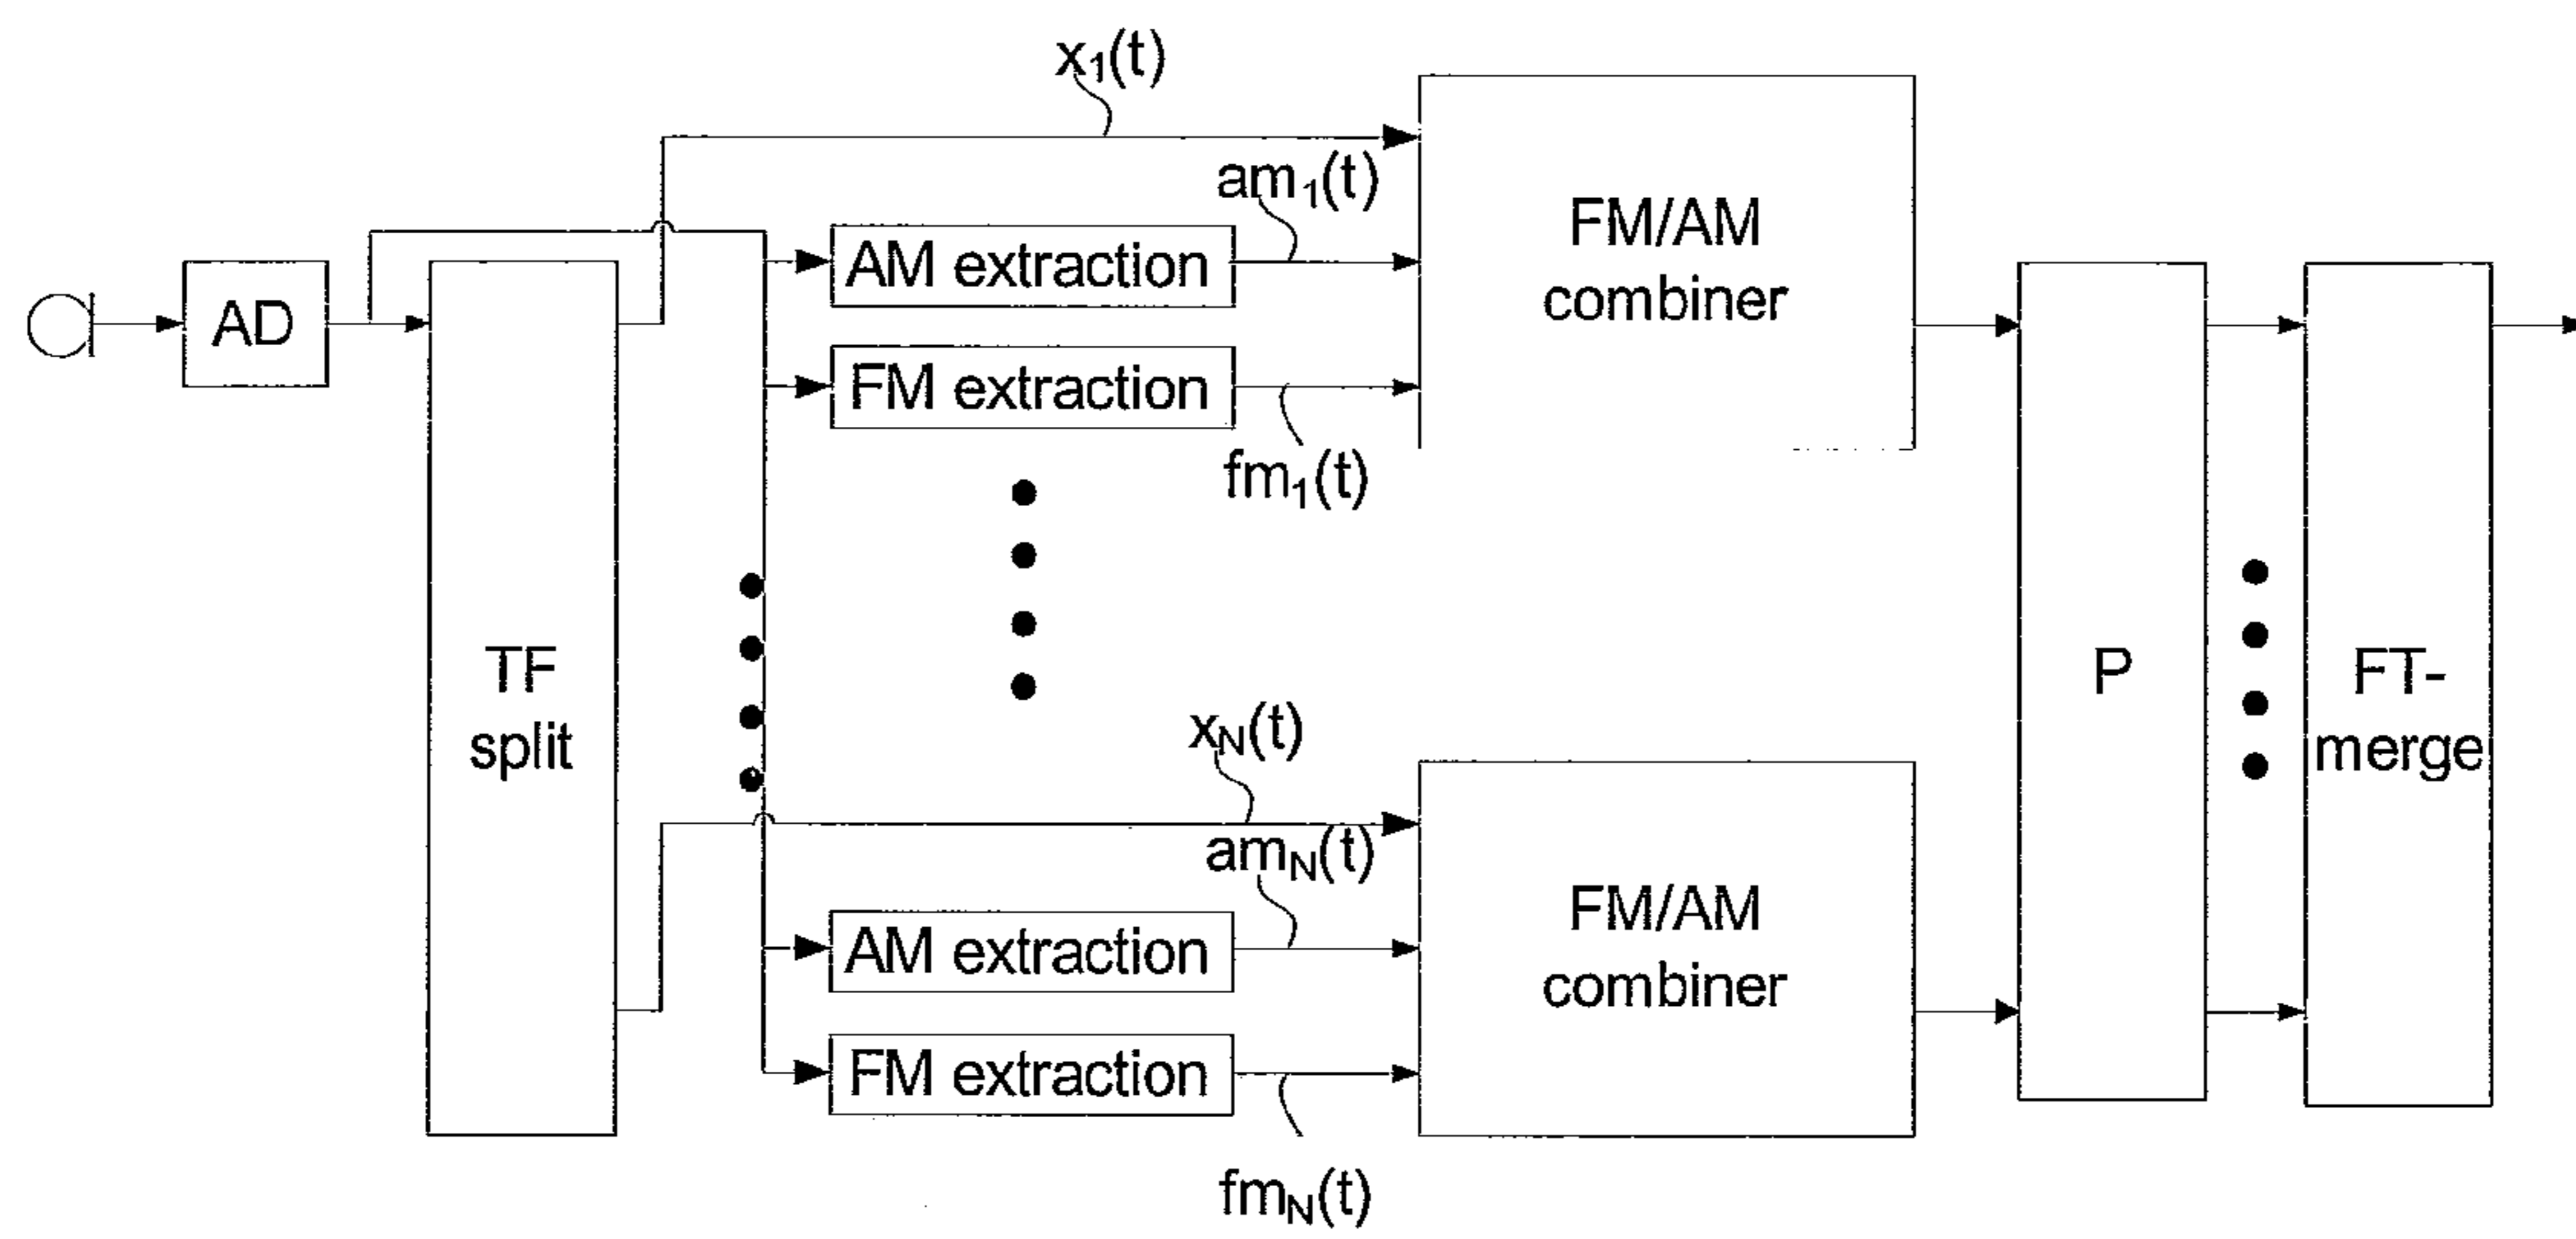 x₁(t)
am₁(t)
AM extraction
FM extraction
fm₁(t)
FM/AM
combiner
AD
TF
split
P
FT-
merge
xN(t)
amN(t)
AM extraction
FM extraction
fmN(t)
FM/AM
combiner